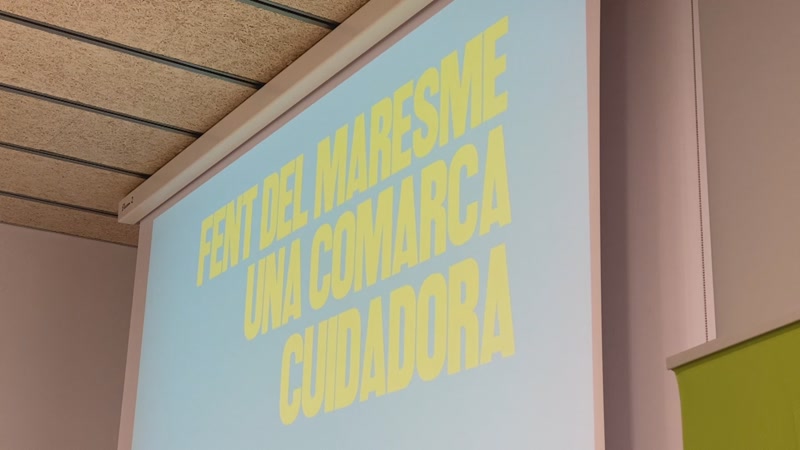 FENT DEL MARESME
UNA COMARCA
CUIDADORA